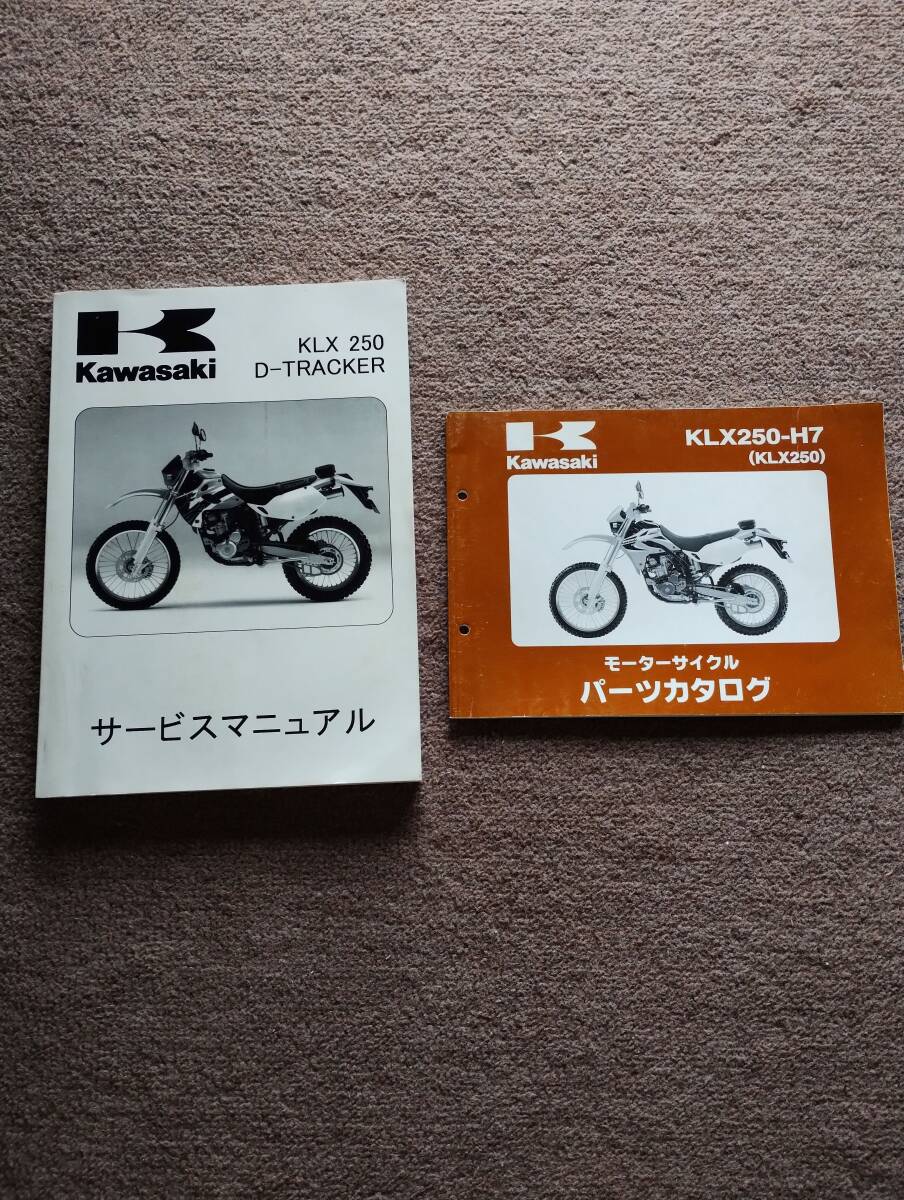 Kawasaki
KLX 250
D-TRACKER
サービスマニュアル
Kawasaki
KLX250-H7
(KLX250)
モーターサイクル
パーツカタログ